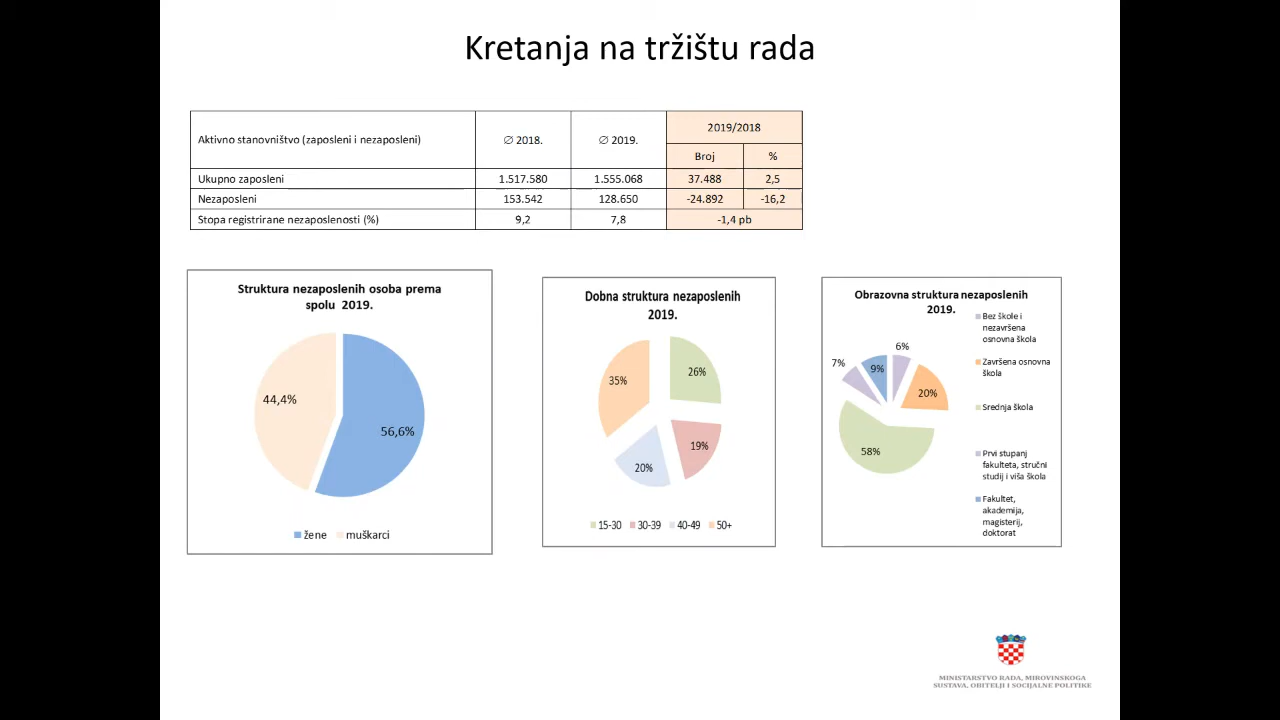 Kretanja na tržištu rada
Aktivno stanovništvo (zaposleni i nezaposleni) ∅ 2018. ∅ 2019. 2019/2018
Broj %
Ukupno zaposleni 1.517.580 1.555.068 37.488 2,5
Nezaposleni 153.542 128.650 -24.892 -16,2
Stopa registrirane nezaposlenosti (%) 9,2 7,8 -1,4 pb
Struktura nezaposlenih osoba prema
spolu 2019.
44,4%
56,6%
žene muškarci
Dobna struktura nezaposlenih
2019.
35%
26%
19%
20%
15-30 30-39 40-49 50+
Obrazovna struktura nezaposlenih
2019.
6%
7%
9%
20%
58%
Bez škole i
nezavršena
osnovna škola
Završena osnovna
škola
Srednja škola
Prvi stupanj
fakulteta, stručni
studij i viša škola
Fakultet,
akademija,
magisterij,
doktorat
MINISTARSTVO RADA, MIROVINSKOGA
SUSTAVA, OBITELJI I SOCIJALNE POLITIKE